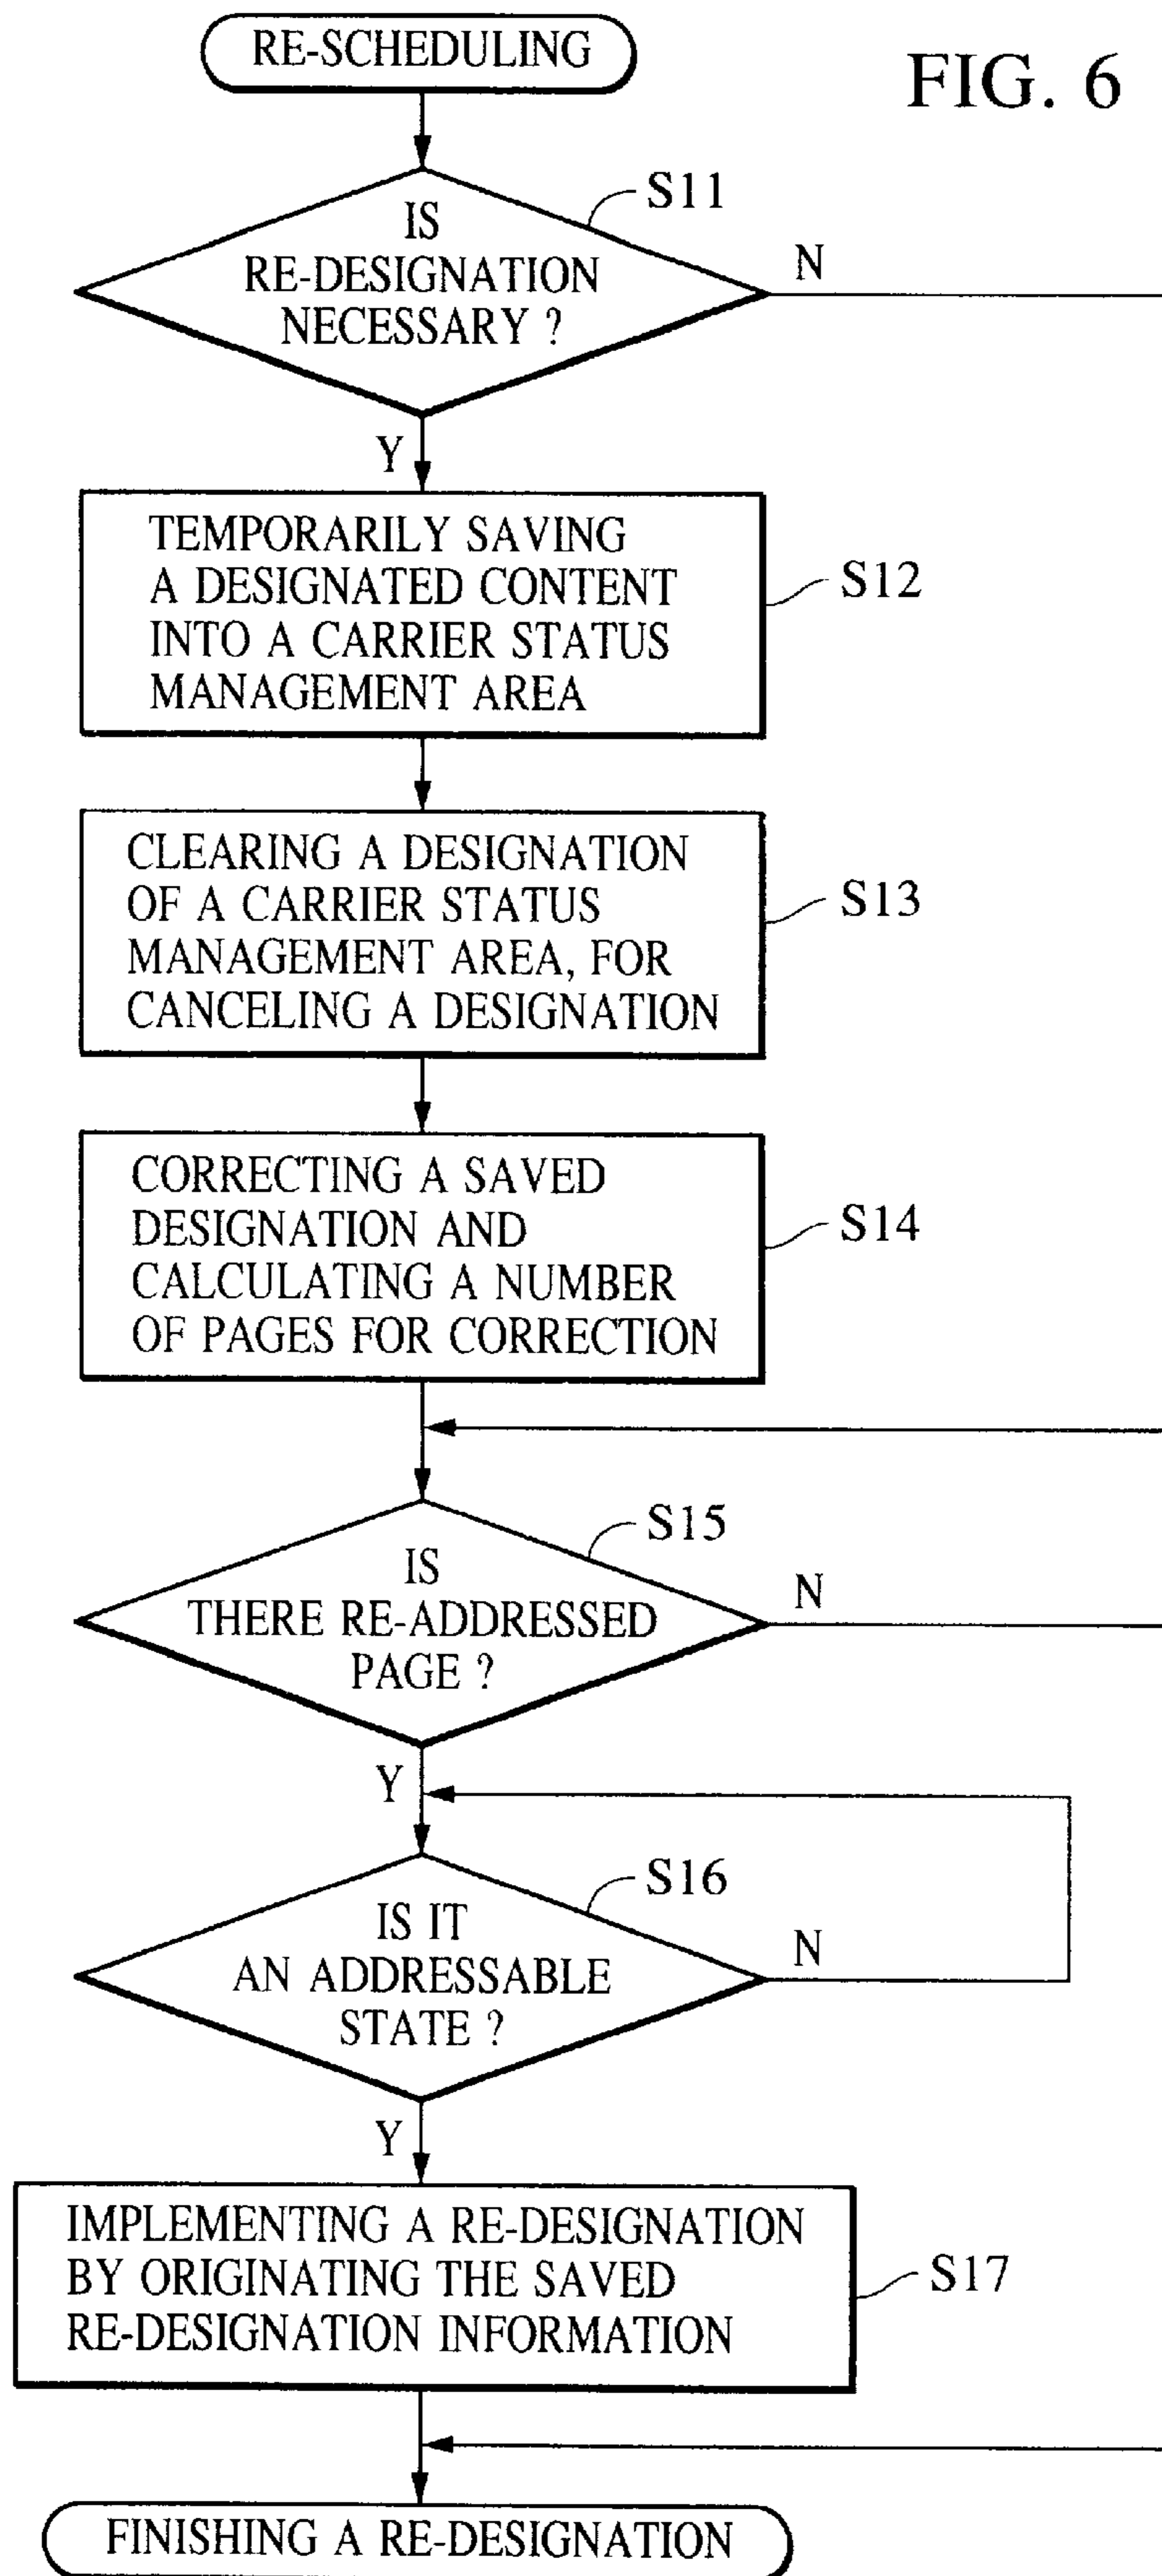 RE-SCHEDULING
FIG. 6
S11
IS
RE-DESIGNATION
NECESSARY ?
N
Y
TEMPORARILY SAVING
A DESIGNATED CONTENT
INTO A CARRIER STATUS
MANAGEMENT AREA
S12
CLEARING A DESIGNATION
OF A CARRIER STATUS
MANAGEMENT AREA, FOR
CANCELING A DESIGNATION
S13
CORRECTING A SAVED
DESIGNATION AND
CALCULATING A NUMBER
OF PAGES FOR CORRECTION
S14
S15
IS
THERE RE-ADDRESSED
PAGE ?
N
Y
S16
IS IT
AN ADDRESSABLE
STATE ?
N
Y
IMPLEMENTING A RE-DESIGNATION
BY ORIGINATING THE SAVED
RE-DESIGNATION INFORMATION
S17
FINISHING A RE-DESIGNATION